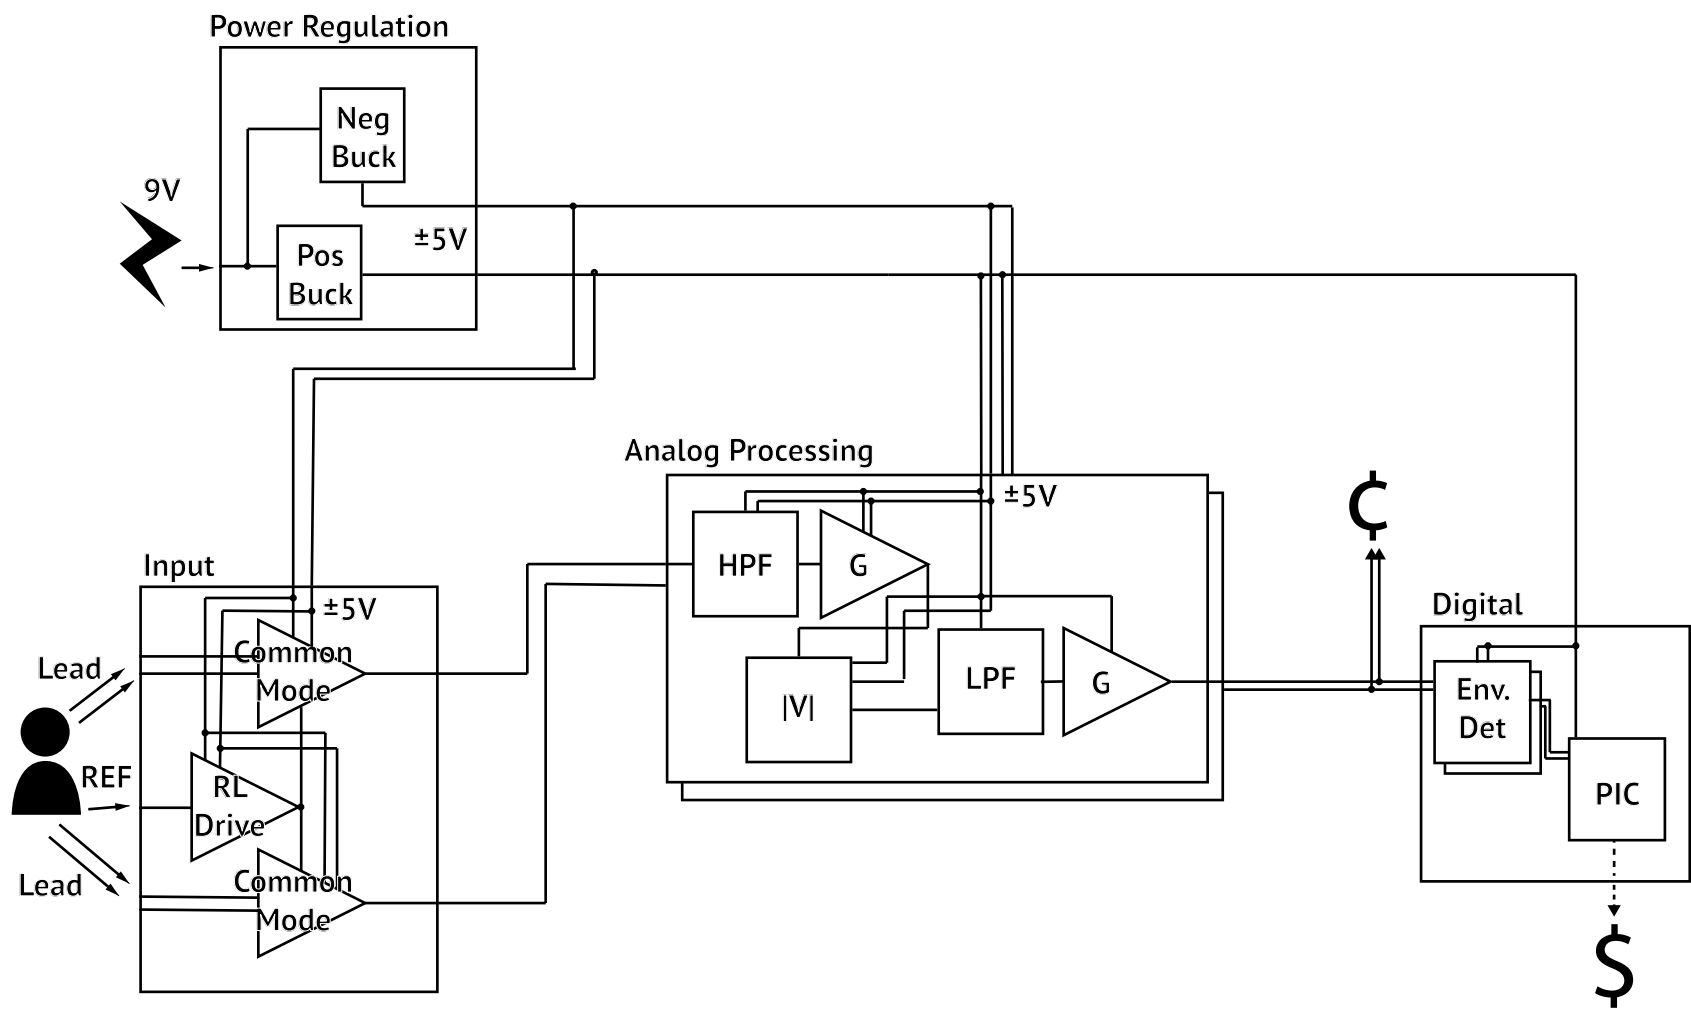 Power Regulation
Neg
Buck
9V
±5V
Pos
Buck
Analog Processing
±5V
HPF
G
¢
Input
±5V
Common
Mode
Lead
|V|
LPF
G
Digital
Env.
Det
PIC
REF
RL
Drive
Lead
Common
Mode
$